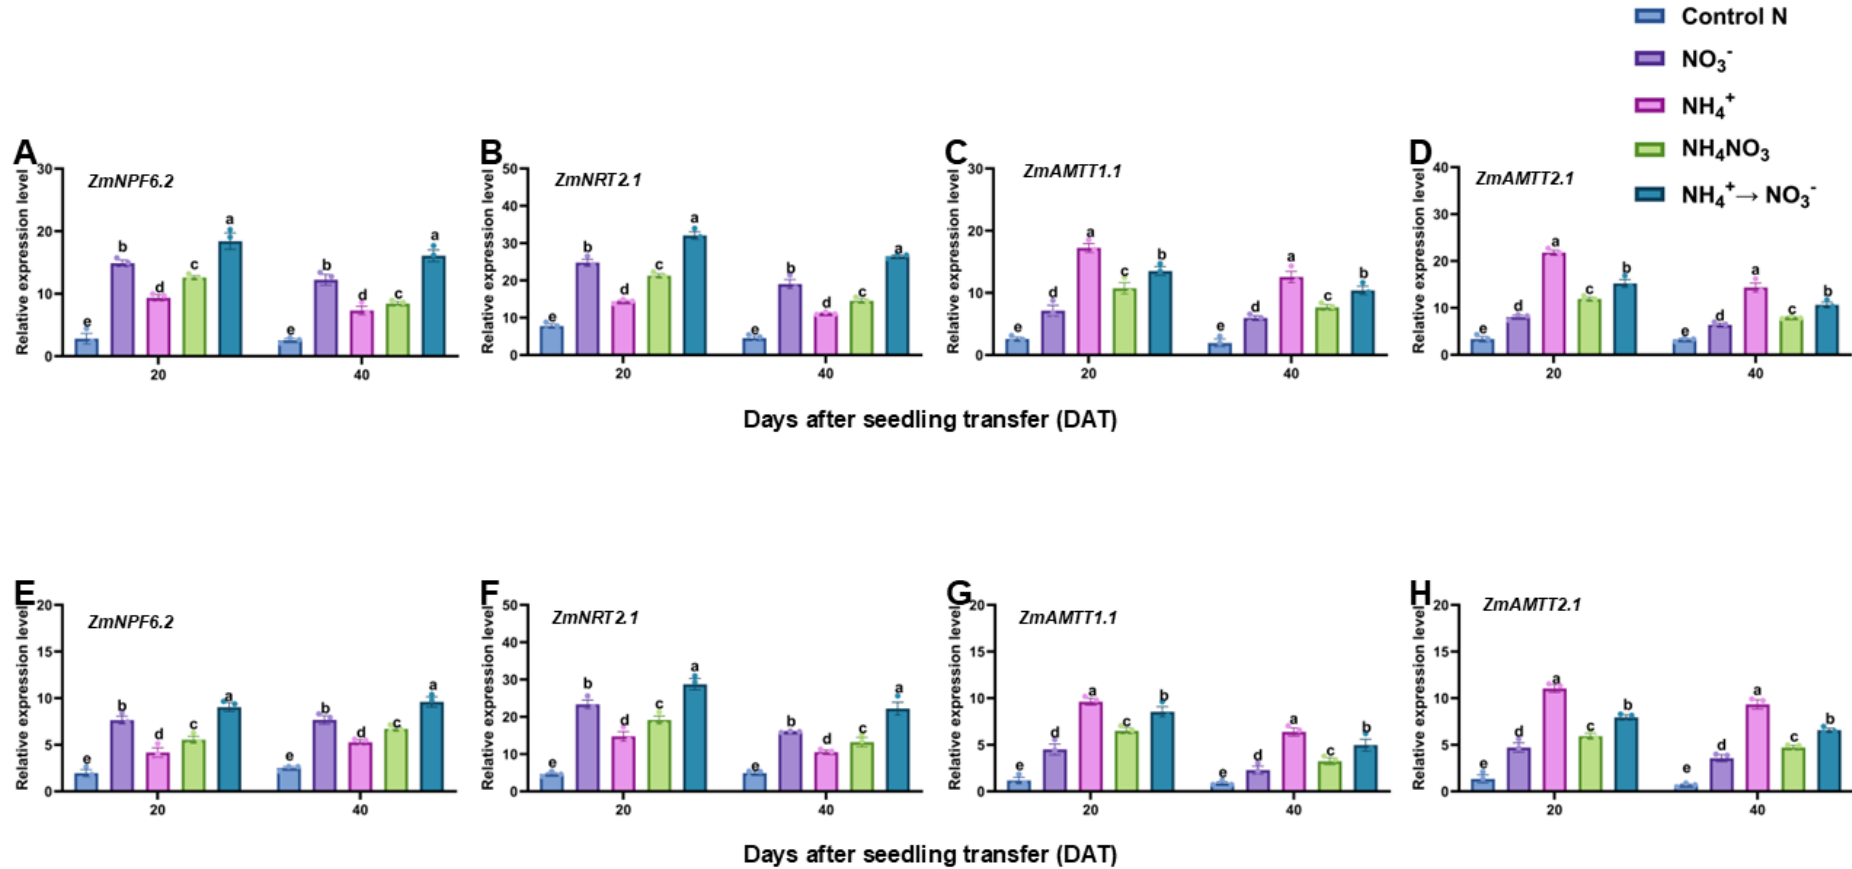 Control N
NO3-
NH4+
NH4NO3
NH4+→ NO3-
A
B
C
D
ZmNPF6.2
ZmNRT2.1
ZmAMTT1.1
ZmAMTT2.1
Relative expression level
30
20
10
0
e
b
d
c
a
e
b
d
c
a
20
40
Relative expression level
50
40
30
20
10
0
e
b
d
c
a
e
b
d
c
a
20
40
Relative expression level
30
20
10
0
e
d
a
c
b
e
d
a
c
b
20
40
Relative expression level
40
30
20
10
0
e
d
a
c
b
e
d
a
c
b
20
40
Days after seedling transfer (DAT)
E
F
G
H
ZmNPF6.2
ZmNRT2.1
ZmAMTT1.1
ZmAMTT2.1
Relative expression level
20
15
10
5
0
e
b
d
c
a
e
b
d
c
a
20
40
Relative expression level
50
40
30
20
10
0
e
b
d
c
a
e
b
d
c
a
20
40
Relative expression level
20
15
10
5
0
e
d
a
c
b
e
d
a
c
b
20
40
Relative expression level
20
15
10
5
0
e
d
a
c
b
e
d
a
c
b
20
40
Days after seedling transfer (DAT)